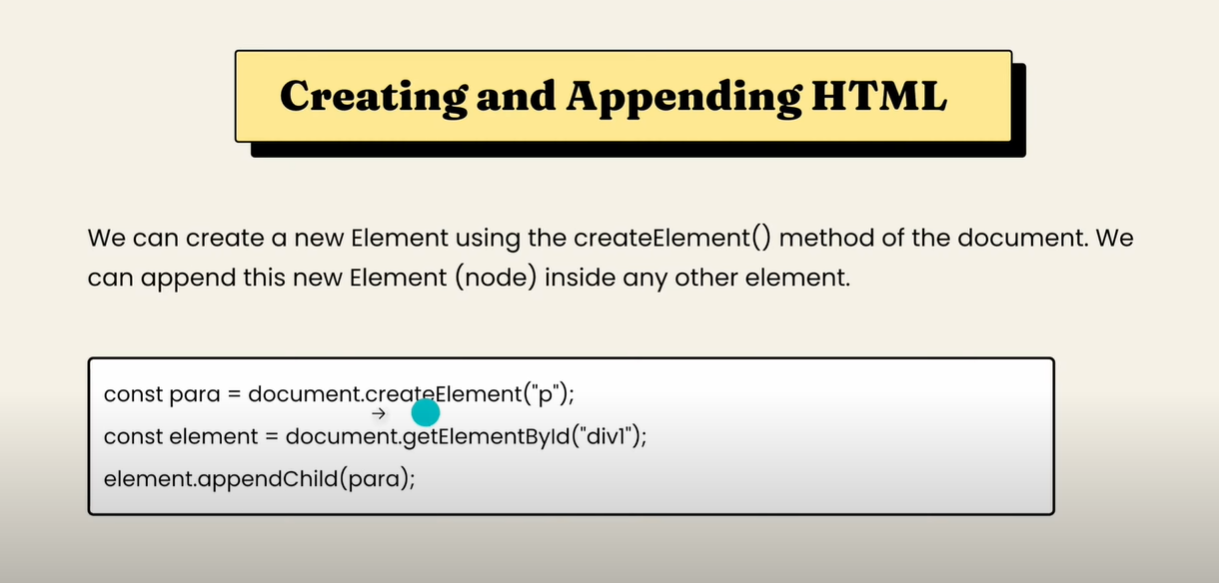 Creating and Appending HTML
We can create a new Element using the createElement() method of the document. We
can append this new Element (node) inside any other element.
const para = document.createElement("p");
const element = document.getElementById("div1");
element.appendChild(para);